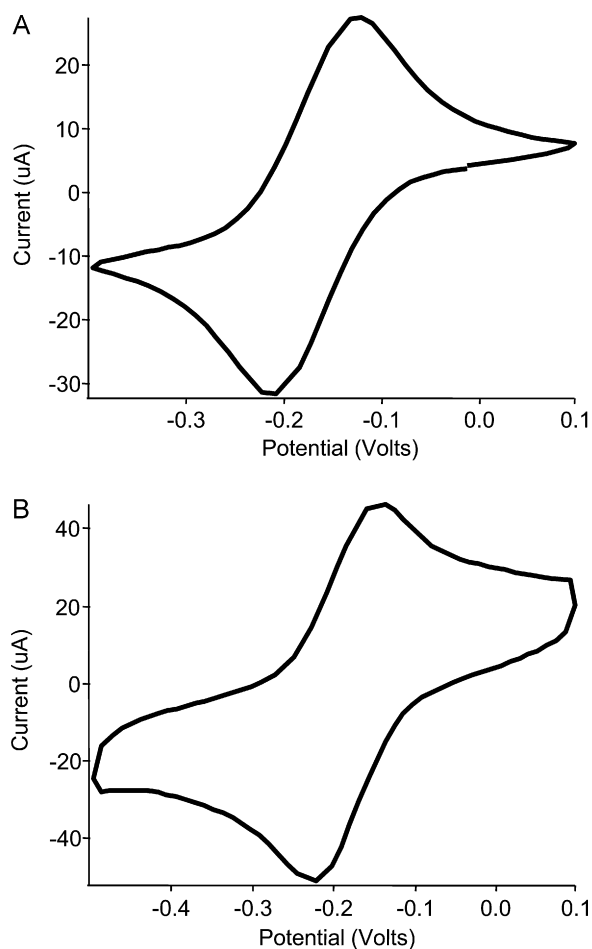 A
20
10
0
-10
-20
-30
Current (uA)
-0.3 -0.2 -0.1 0.0 0.1
Potential (Volts)
B
40
20
0
-20
-40
Current (uA)
-0.4 -0.3 -0.2 -0.1 0.0 0.1
Potential (Volts)